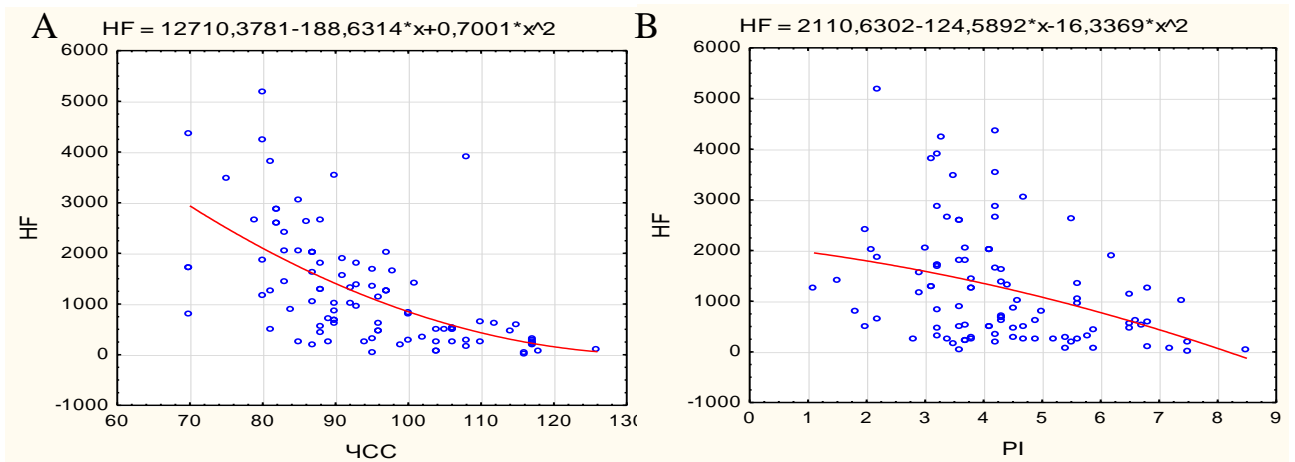 A
HF = 12710,3781-188,6314*x+0,7001*x^2
6000
5000
4000
3000
2000
1000
0
-1000
HF
60 70 80 90 100 110 120 130
ЧСС
B
HF = 2110,6302-124,5892*x-16,3369*x^2
6000
5000
4000
3000
2000
1000
0
-1000
HF
0 1 2 3 4 5 6 7 8 9
PI